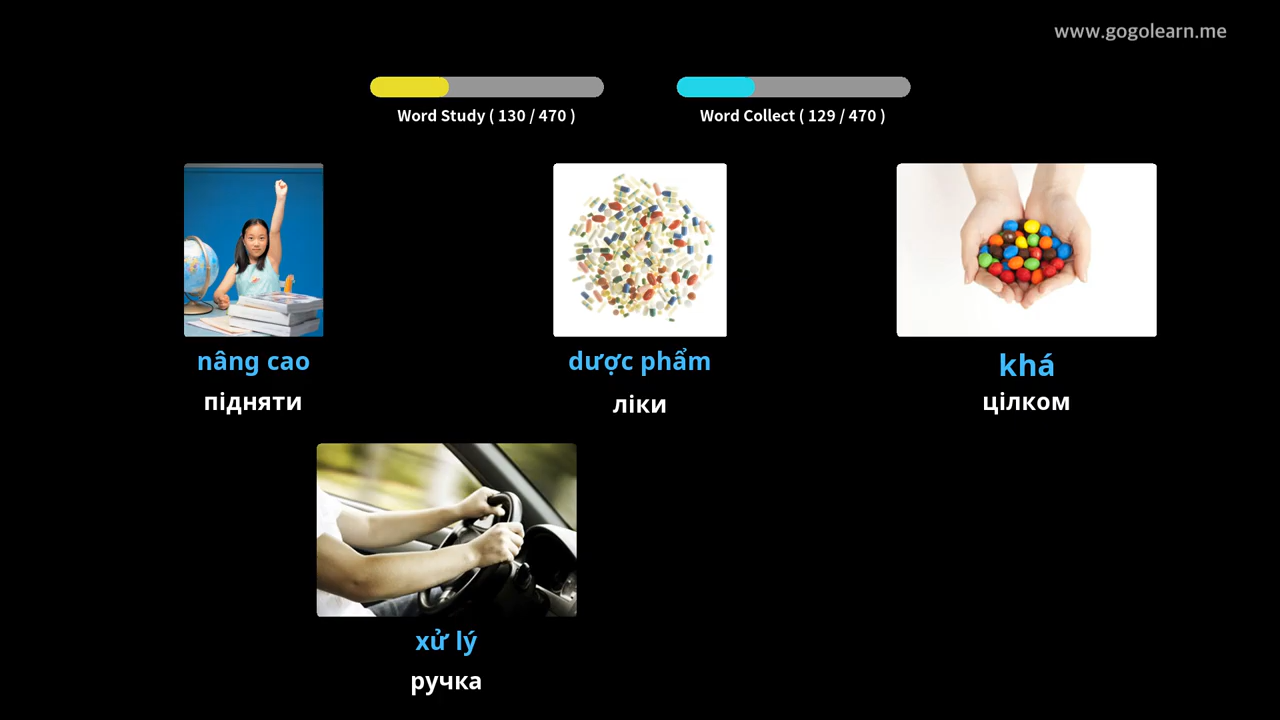 www.gogolearn.me
Word Study ( 130 / 470 )
Word Collect ( 129 / 470 )
nâng cao
підняти
dược phẩm
ліки
khá
цілком
xử lý
ручка